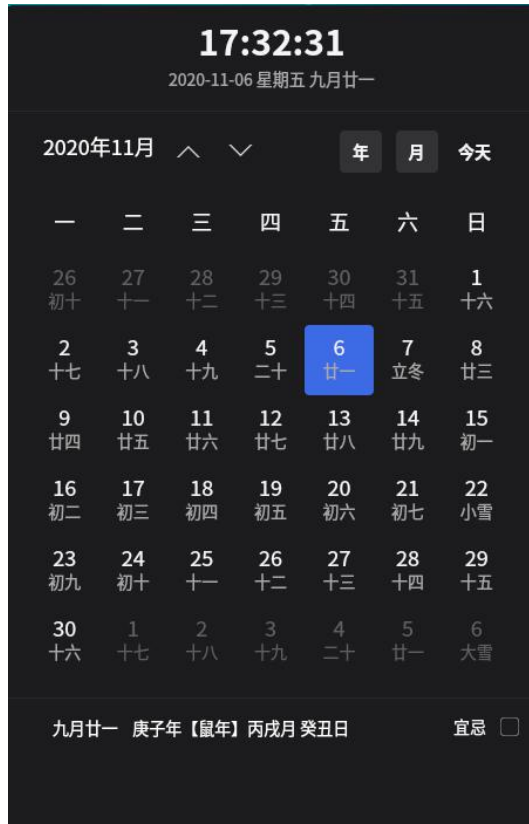 17:32:31
2020-11-06 星期五 九月廿一
2020年11月 年 月 今天
一 二 三 四 五 六 日
26 27 28 29 30 31 1
初十 十一 十二 十三 十四 十五 十六
2 3 4 5 6 7 8
十七 十八 十九 二十 廿一 立冬 廿三
9 10 11 12 13 14 15
廿四 廿五 廿六 廿七 廿八 廿九 初一
16 17 18 19 20 21 22
初二 初三 初四 初五 初六 初七 小雪
23 24 25 26 27 28 29
初九 初十 十一 十二 十三 十四 十五
30 1 2 3 4 5 6
十六 十七 十八 十九 二十 廿一 大雪
九月廿一 庚子年【鼠年】丙戌月 癸丑日 宜忌